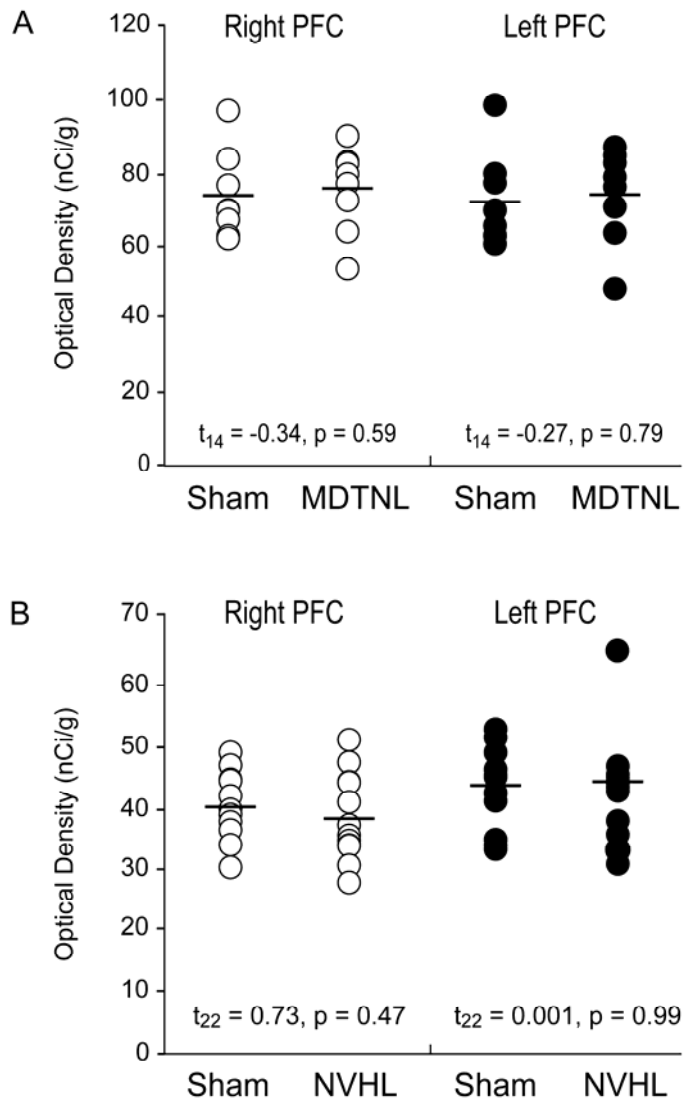 A
Right PFC Left PFC
Optical Density (nCi/g)
120
100
80
60
40
20
0
t14 = -0.34, p = 0.59 t14 = -0.27, p = 0.79
Sham MDTNL Sham MDTNL
B
Right PFC Left PFC
Optical Density (nCi/g)
70
60
50
40
30
20
10
0
t22 = 0.73, p = 0.47 t22 = 0.001, p = 0.99
Sham NVHL Sham NVHL